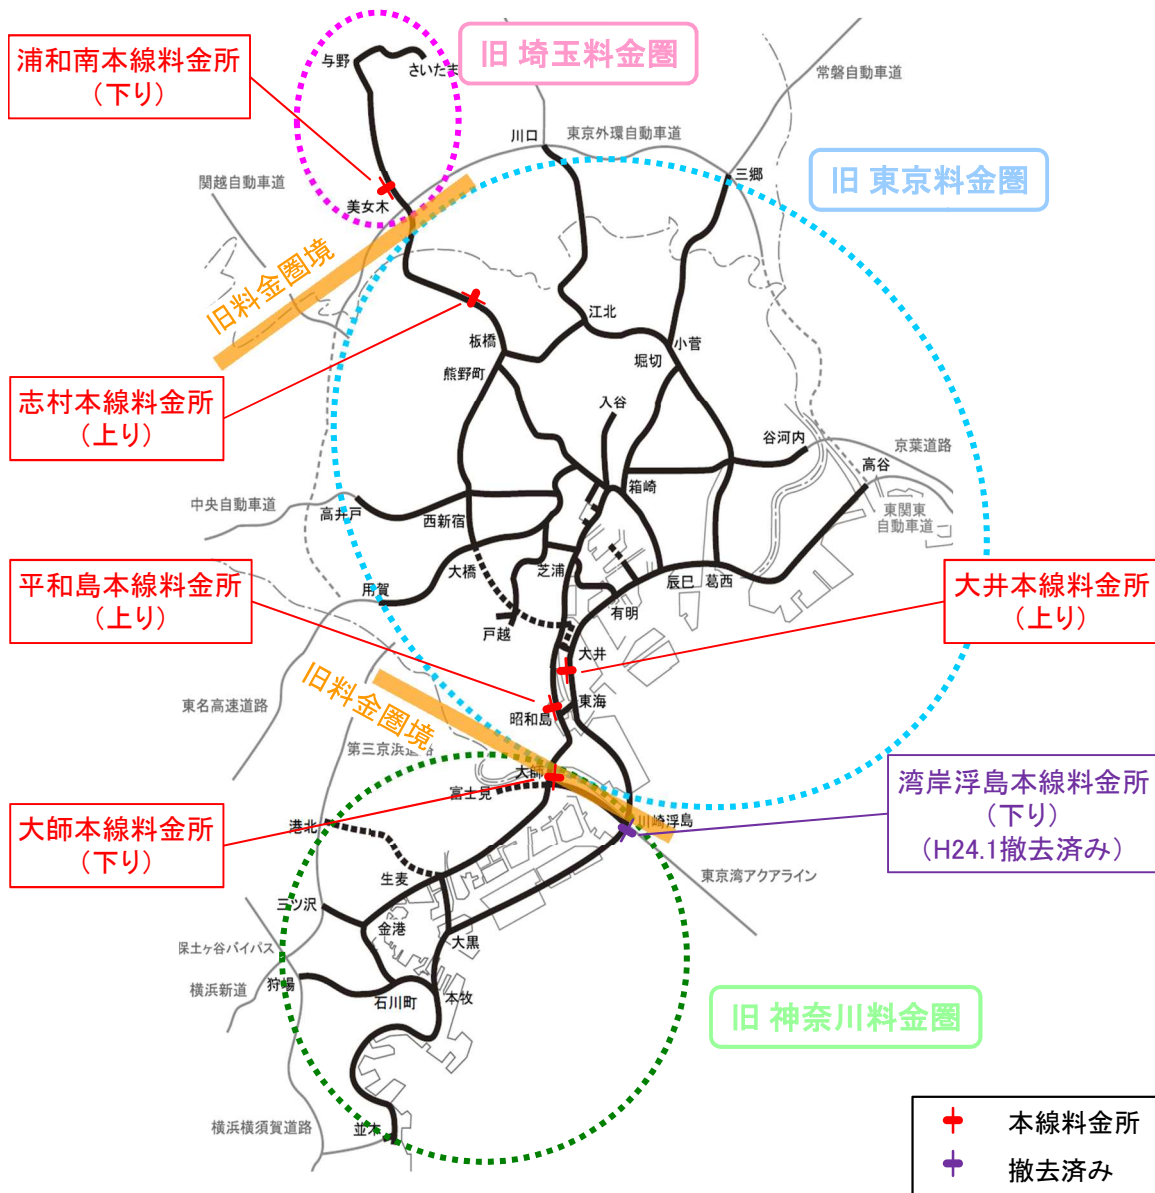 浦和南本線料金所
（下り）
旧 埼玉料金圏
与野
さいたま
常磐自動車道
川口
東京外環自動車道
三郷
旧 東京料金圏
関越自動車道
美女木
旧料金圏境
江北
板橋
小菅
堀切
熊野町
志村本線料金所
（上り）
入谷
谷河内
京葉道路
高谷
箱崎
中央自動車道
高井戸
西新宿
東関東
自動車道
平和島本線料金所
（上り）
大橋
芝浦
辰巳
葛西
用賀
有明
戸越
大井本線料金所
（上り）
大井
旧料金圏境
東名高速道路
東海
昭和島
第三京浜道路
大師
富士見
川崎浮島
湾岸浮島本線料金所
（下り）
（H24.1撤去済み）
大師本線料金所
（下り）
港北
生麦
東京湾アクアライン
三ツ沢
金港
大黒
保土ヶ谷バイパス
狩場
横浜新道
石川町
本牧
旧 神奈川料金圏
横浜横須賀道路
並木
本線料金所
撤去済み